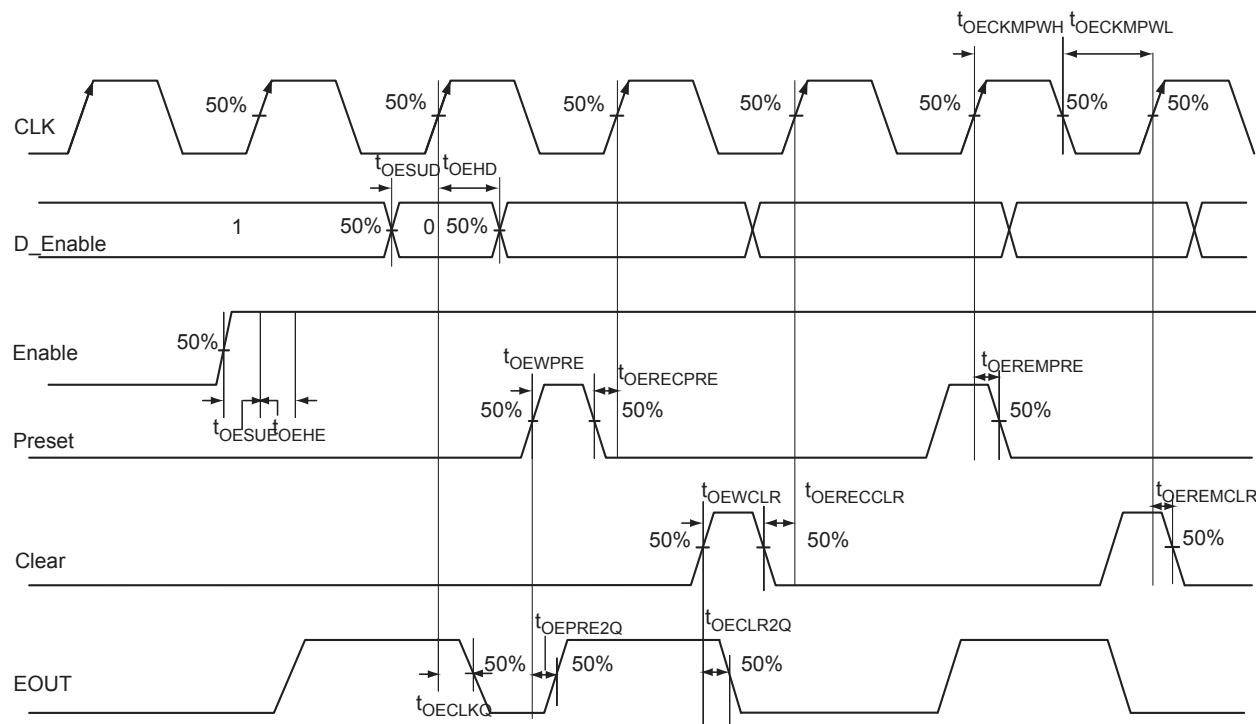 tOECKMPWH tOECKMPWL
50% 50% 50% 50% 50% 50% 50%
CLK
tOESUD tOEHD
1 50% 0 50%
D_Enable
50%
Enable
tOEWPRE tOERECPRE tOEREMPRE
50% 50% 50%
tOESUE tOEHE
Preset
tOEWCLR tOERECCLR tOEREMCLR
50% 50% 50%
Clear
tOEPRE2Q tOECLR2Q
50% 50% 50%
EOUT
tOECLKQ